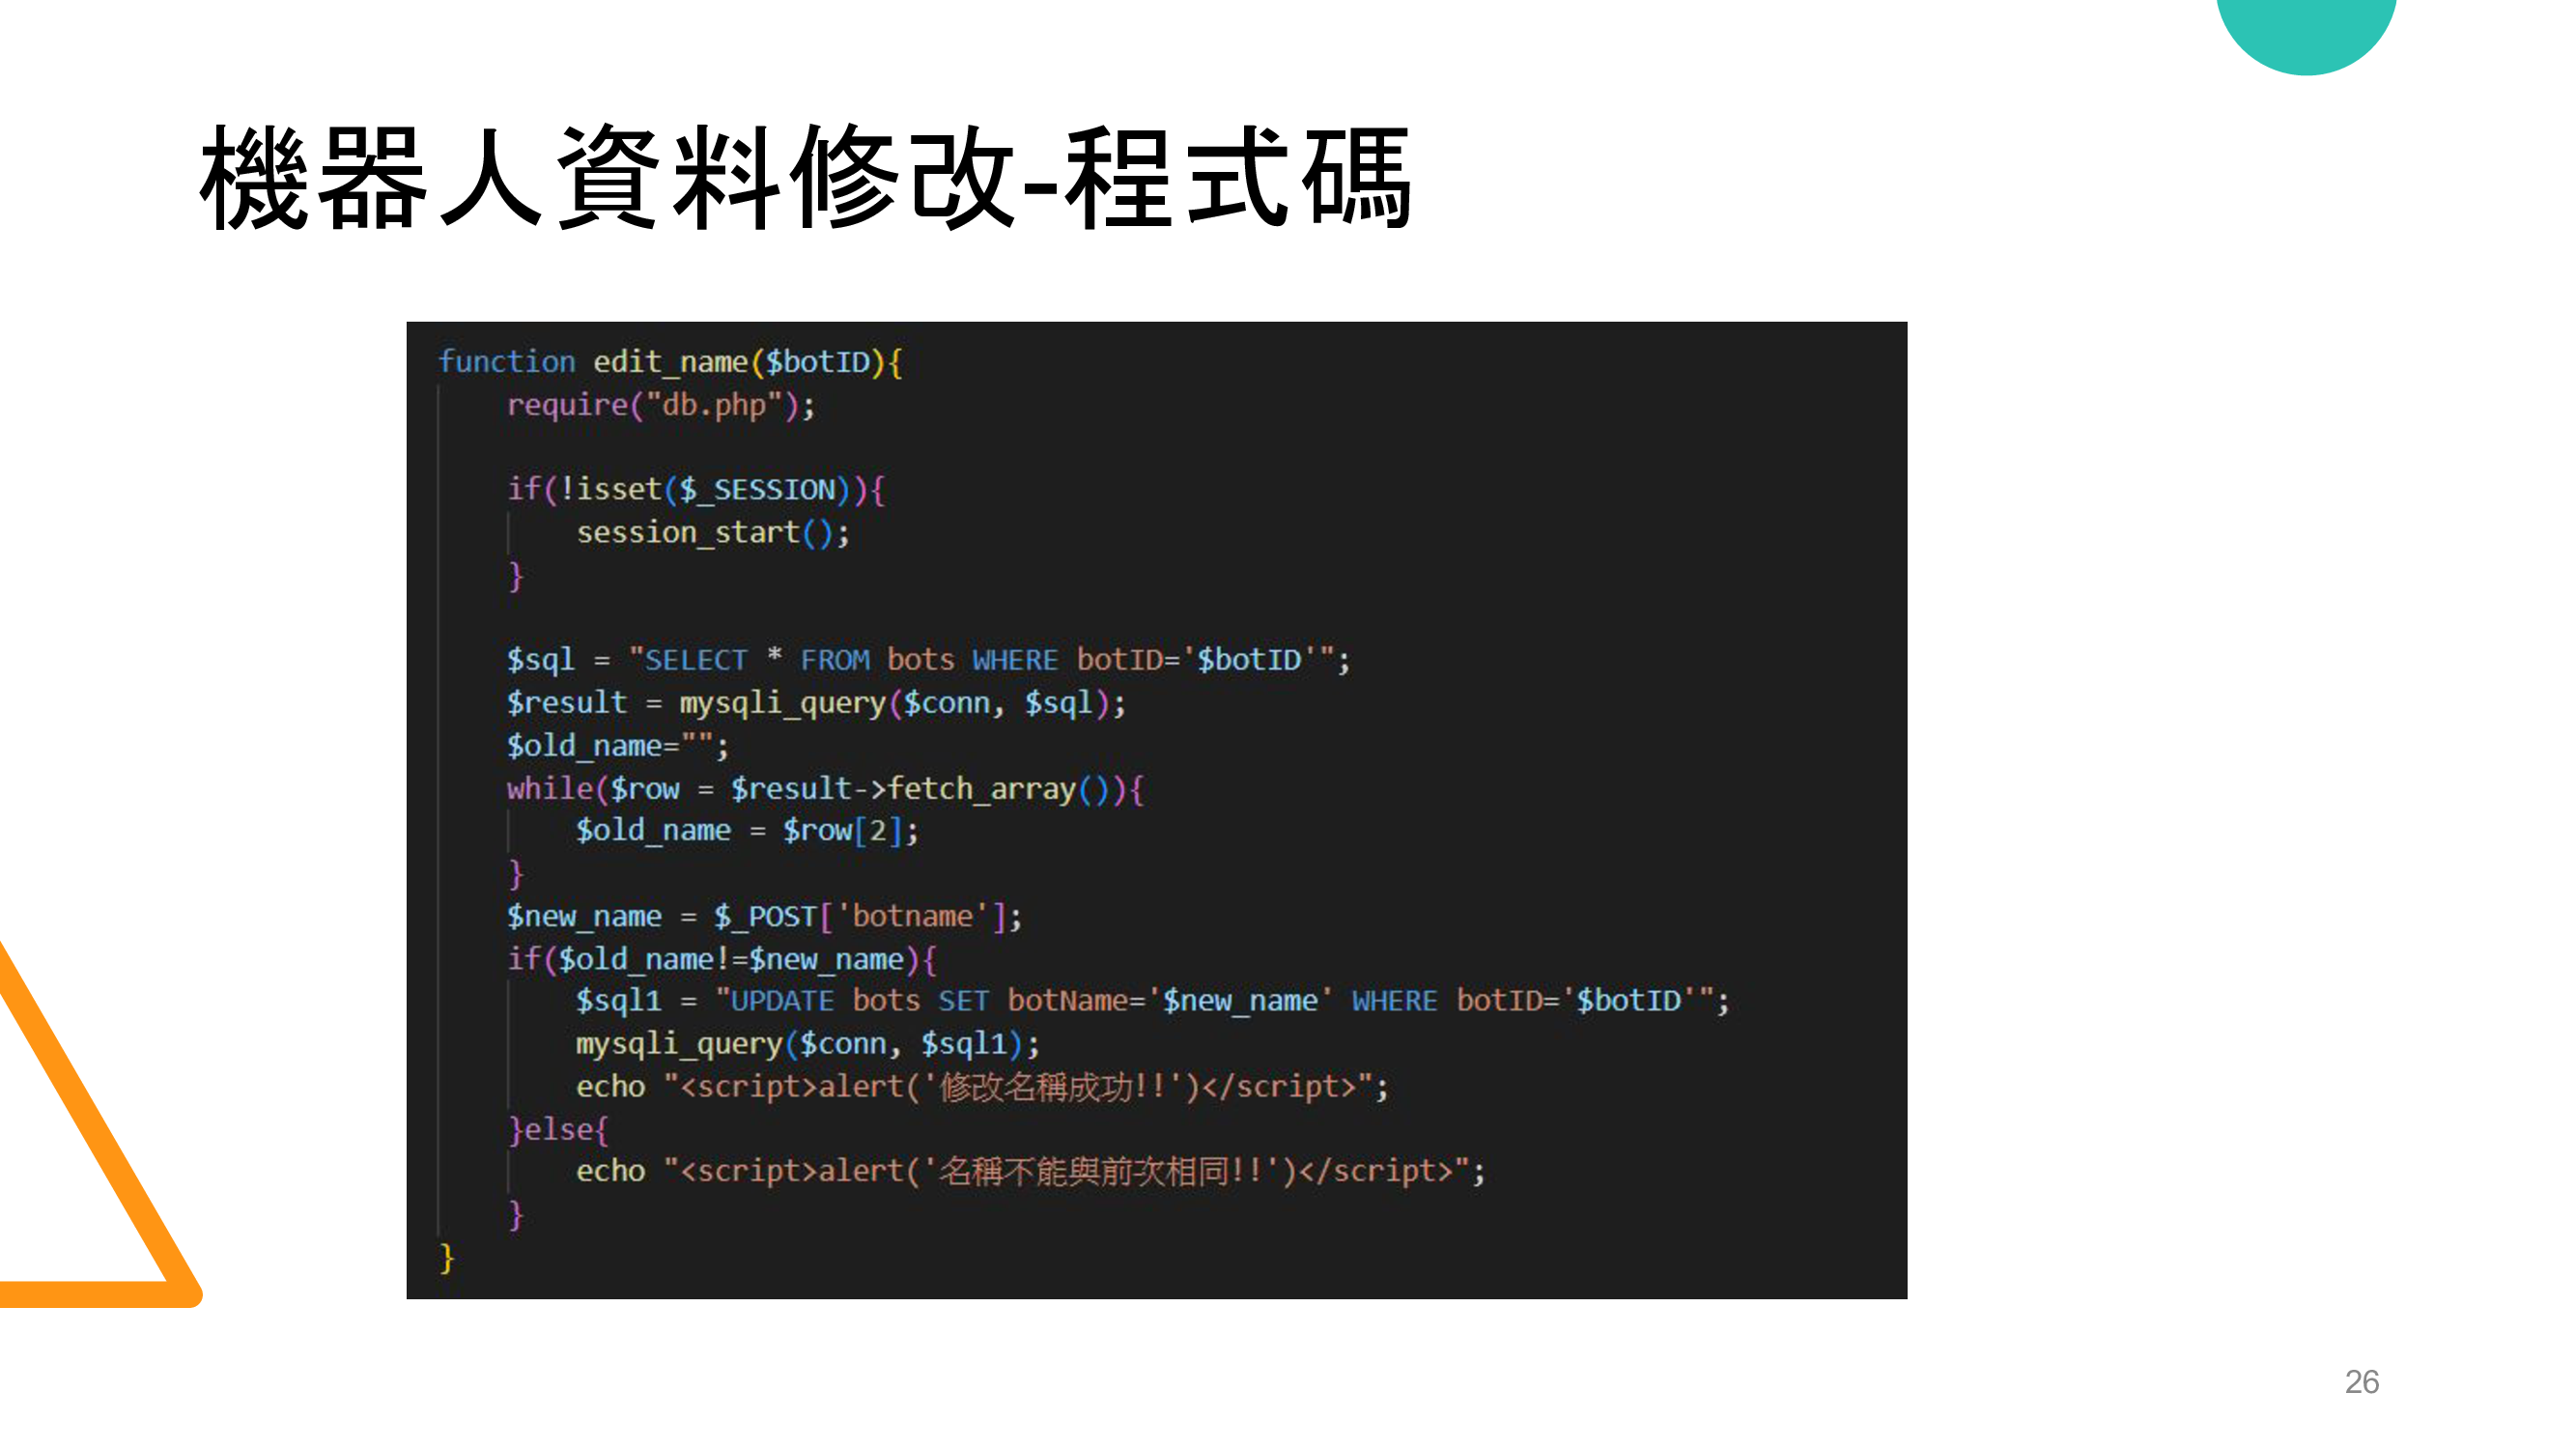 機器人資料修改-程式碼
function edit_name($botID){
    require("db.php");
    if(!isset($_SESSION)){
        session_start();
    }
    $sql = "SELECT * FROM bots WHERE botID='$botID'";
    $result = mysqli_query($conn, $sql);
    $old_name="";
    while($row = $result->fetch_array()){
        $old_name = $row[2];
    }
    $new_name = $_POST['botname'];
    if($old_name!=$new_name){
        $sql1 = "UPDATE bots SET botName='$new_name' WHERE botID='$botID'";
        mysqli_query($conn, $sql1);
        echo "<script>alert('修改名稱成功!!')</script>";
    }else{
        echo "<script>alert('名稱不能與前次相同!!')</script>";
    }
}
26